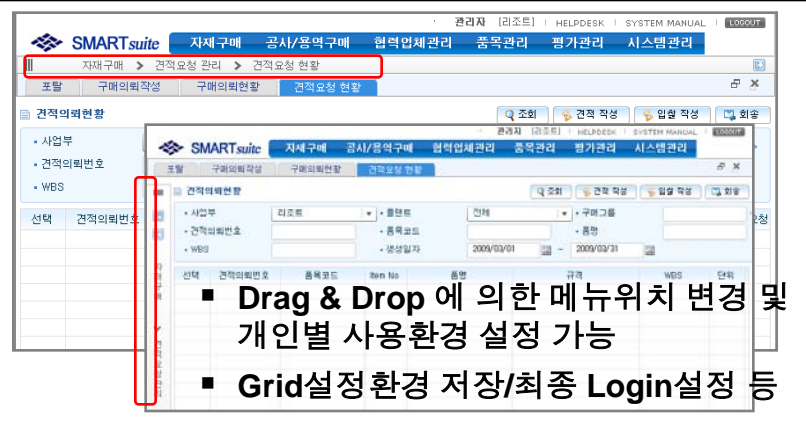 관리자 [리조트] | HELPDESK | SYSTEM MANUAL | LOGOUT
SMARTsuite 자재구매 공사/용역구매 협력업체관리 품목관리 평가관리 시스템관리
자재구매 > 견적요청 관리 > 견적요청 현황
포탈 구매의뢰작성 구매의뢰현황 견적요청 현황
견적의뢰현황 조회 견적 작성 입찰 작성 회송
사업부
견적의뢰번호
WBS
선택 견적의뢰번호
관리자 [리조트] | HELPDESK | SYSTEM MANUAL | LOGOUT
SMARTsuite 자재구매 공사/용역구매 협력업체관리 품목관리 평가관리 시스템관리
포탈 구매의뢰작성 구매의뢰현황 견적요청 현황
견적의뢰현황 조회 견적 작성 입찰 작성 회송
사업부 리조트 플랜트 전체 구매그룹
견적의뢰번호 품목코드 품명
WBS 생성일자 2009/03/01 ~ 2009/03/31
선택 견적의뢰번호 품목코드 Item No 품명 규격 WBS 단위
▪ Drag & Drop 에 의한 메뉴위치 변경 및
개인별 사용환경 설정 가능
▪ Grid설정환경 저장/최종 Login설정 등